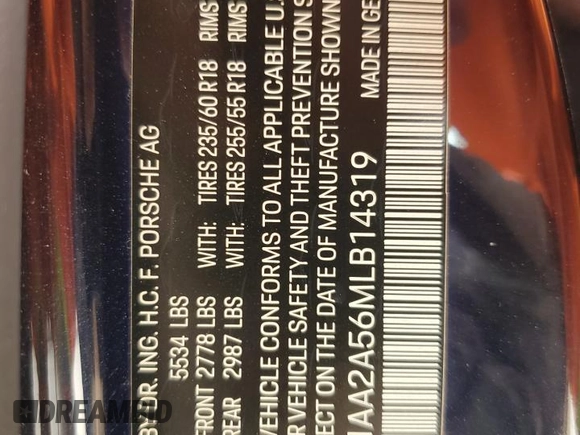 BY DR. ING. H.C. F. PORSCHE AG
5534 LBS
FRONT 2778 LBS WITH: TIRES 235/60 R18 RIMS
REAR 2987 LBS WITH: TIRES 255/55 R18 RIMS
VEHICLE CONFORMS TO ALL APPLICABLE U.
R VEHICLE SAFETY AND THEFT PREVENTION S
ECT ON THE DATE OF MANUFACTURE SHOWN
MADE IN GE
AA2A56MLB14319
DREAMBID